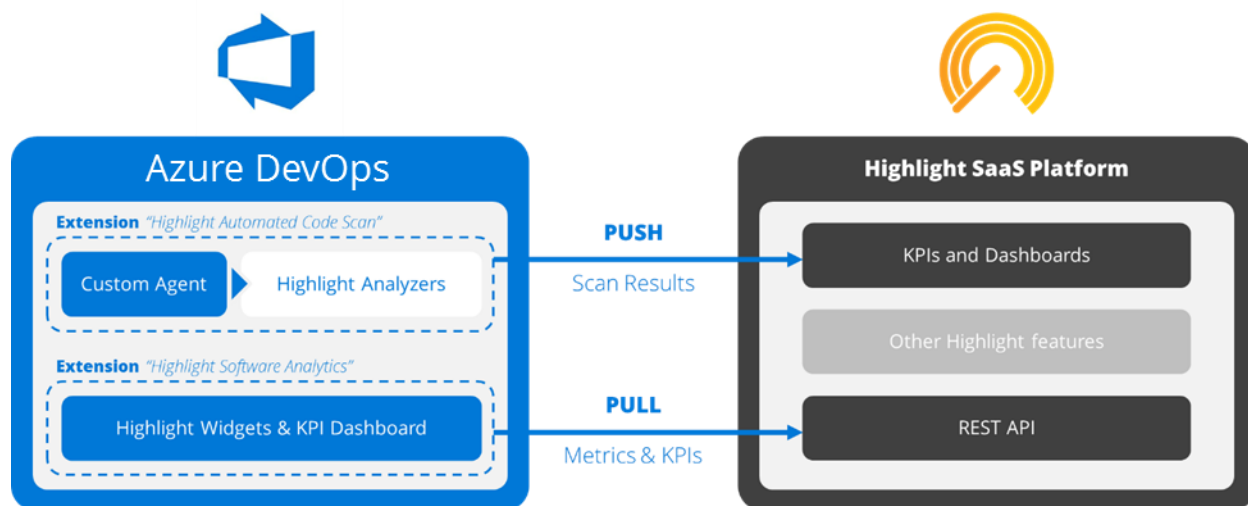 Azure DevOps
Extension "Highlight Automated Code Scan"
Custom Agent
Highlight Analyzers
Extension "Highlight Software Analytics"
Highlight Widgets & KPI Dashboard
PUSH
Scan Results
PULL
Metrics & KPIs
Highlight SaaS Platform
KPIs and Dashboards
Other Highlight features
REST API